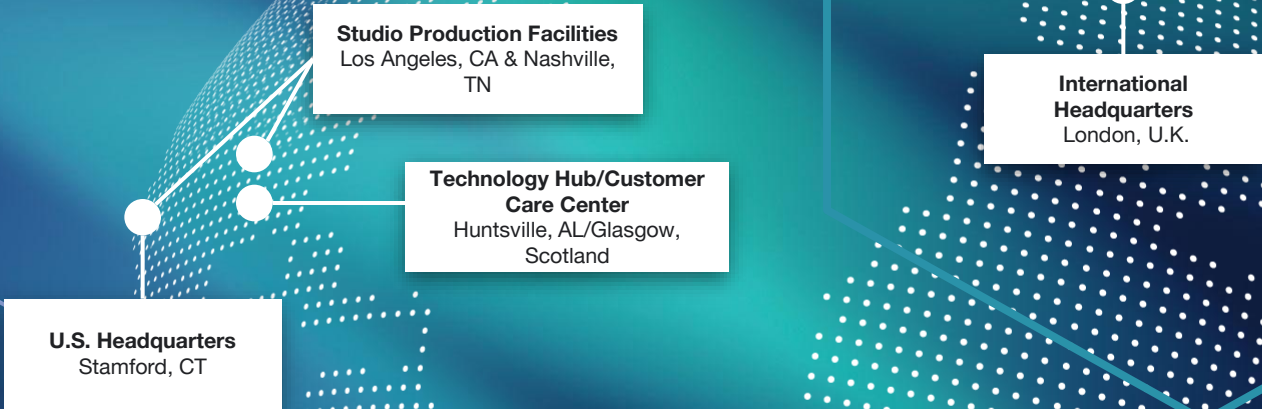 Studio Production Facilities
Los Angeles, CA & Nashville,
TN
International
Headquarters
London, U.K.
Technology Hub/Customer
Care Center
Huntsville, AL/Glasgow,
Scotland
U.S. Headquarters
Stamford, CT